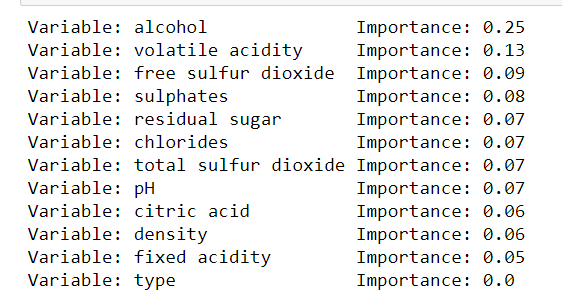 Variable: alcohol              Importance: 0.25
Variable: volatile acidity     Importance: 0.13
Variable: free sulfur dioxide  Importance: 0.09
Variable: sulphates            Importance: 0.08
Variable: residual sugar       Importance: 0.07
Variable: chlorides            Importance: 0.07
Variable: total sulfur dioxide Importance: 0.07
Variable: pH                   Importance: 0.07
Variable: citric acid          Importance: 0.06
Variable: density              Importance: 0.06
Variable: fixed acidity        Importance: 0.05
Variable: type                 Importance: 0.0